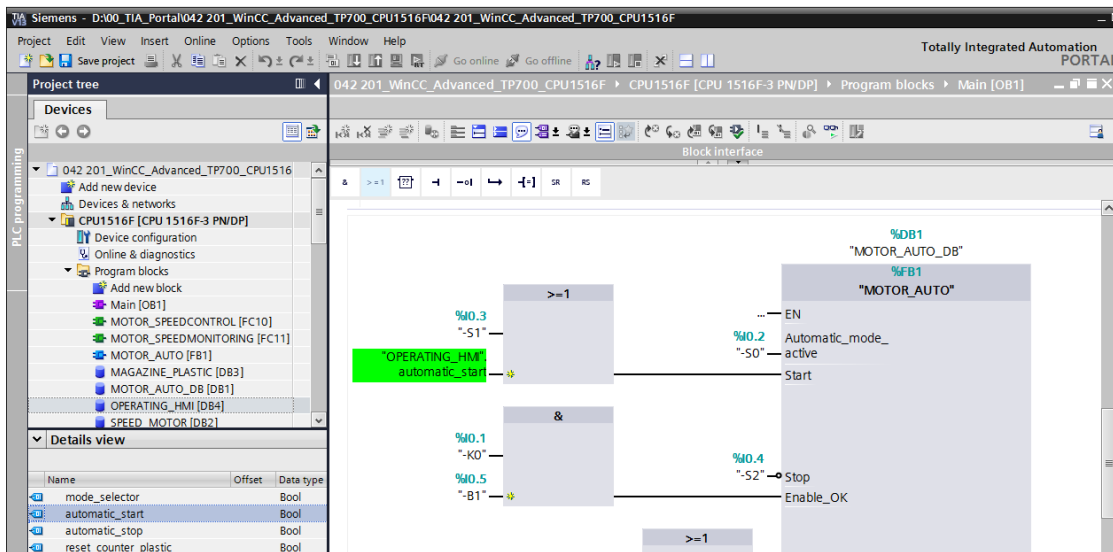 Siemens - D:\00_TIA_Portal\042 201_WinCC_Advanced_TP700_CPU1516F\042 201_WinCC_Advanced_TP700_CPU1516F
Project Edit View Insert Online Options Tools Window Help
Totally Integrated Automation
PORTAL
Save project
Go online
Go offline
Project tree
042 201_WinCC_Advanced_TP700_CPU1516F
CPU1516F [CPU 1516F-3 PN/DP]
Program blocks
Main [OB1]
Devices
PLC programming
Block interface
042 201_WinCC_Advanced_TP700_CPU1516
Add new device
Devices & networks
CPU1516F [CPU 1516F-3 PN/DP]
Device configuration
Online & diagnostics
Program blocks
Add new block
Main [OB1]
MOTOR_SPEEDCONTROL [FC10]
MOTOR_SPEEDMONITORING [FC11]
MOTOR_AUTO [FB1]
MAGAZINE_PLASTIC [DB3]
MOTOR_AUTO_DB [DB1]
OPERATING_HMI [DB4]
SPEED_MOTOR [DB2]
Details view
Name Offset Data type
mode_selector Bool
automatic_start Bool
automatic_stop Bool
reset_counter_plastic Bool
& >=1 ?? SR RS
%DB1
"MOTOR_AUTO_DB"
%FB1
"MOTOR_AUTO"
>=1
%I0.3
"-S1"
"OPERATING_HMI".
automatic_start
... EN
%I0.2
"-S0"
Automatic_mode_
active
Start
&
%I0.1
"-K0"
%I0.5
"-B1"
%I0.4
"-S2"
Stop
Enable_OK
>=1